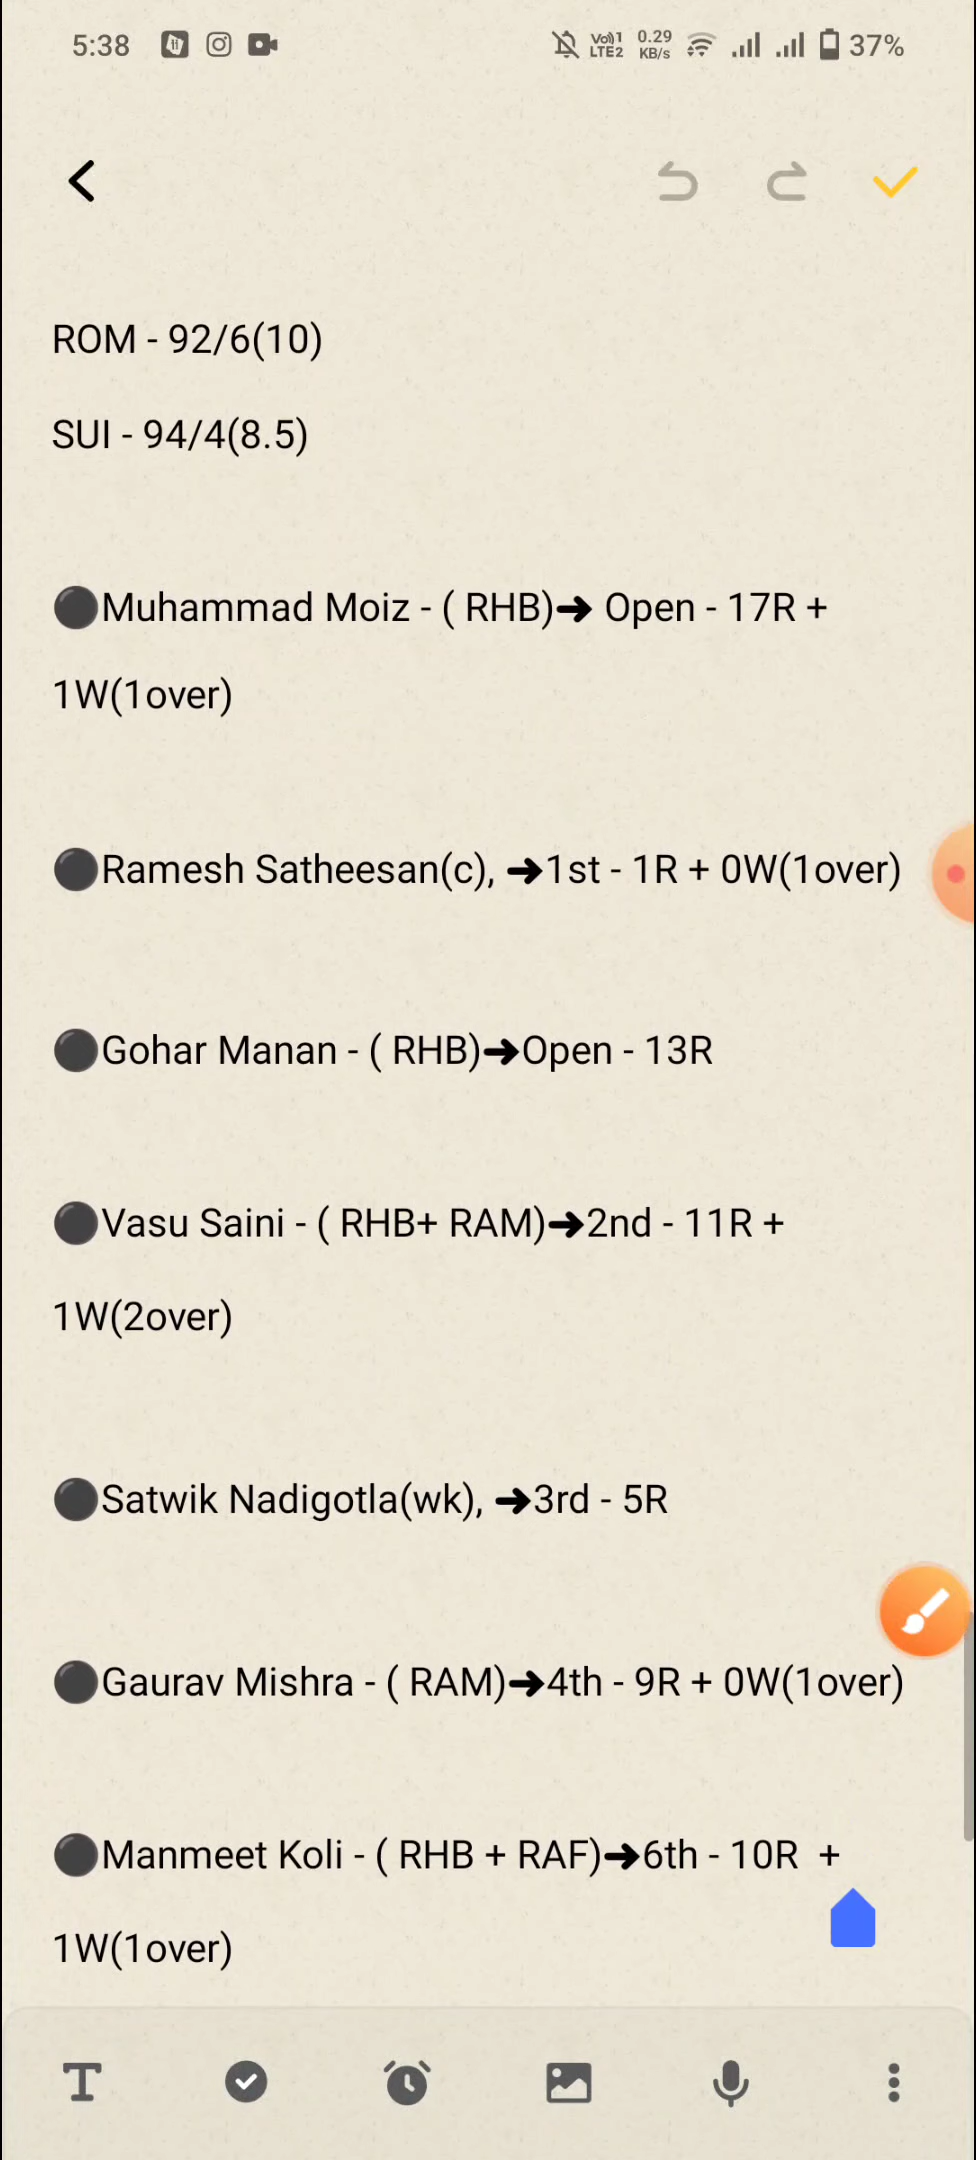 5:38 Vo))1 LTE2 0.29 KB/s 37%
ROM - 92/6(10)
SUI - 94/4(8.5)
⚫Muhammad Moiz - ( RHB)➜ Open - 17R +
1W(1over)
⚫Ramesh Satheesan(c), ➜1st - 1R + 0W(1over)
⚫Gohar Manan - ( RHB)➜Open - 13R
⚫Vasu Saini - ( RHB+ RAM)➜2nd - 11R +
1W(2over)
⚫Satwik Nadigotla(wk), ➜3rd - 5R
⚫Gaurav Mishra - ( RAM)➜4th - 9R + 0W(1over)
⚫Manmeet Koli - ( RHB + RAF)➜6th - 10R  +
1W(1over)
T